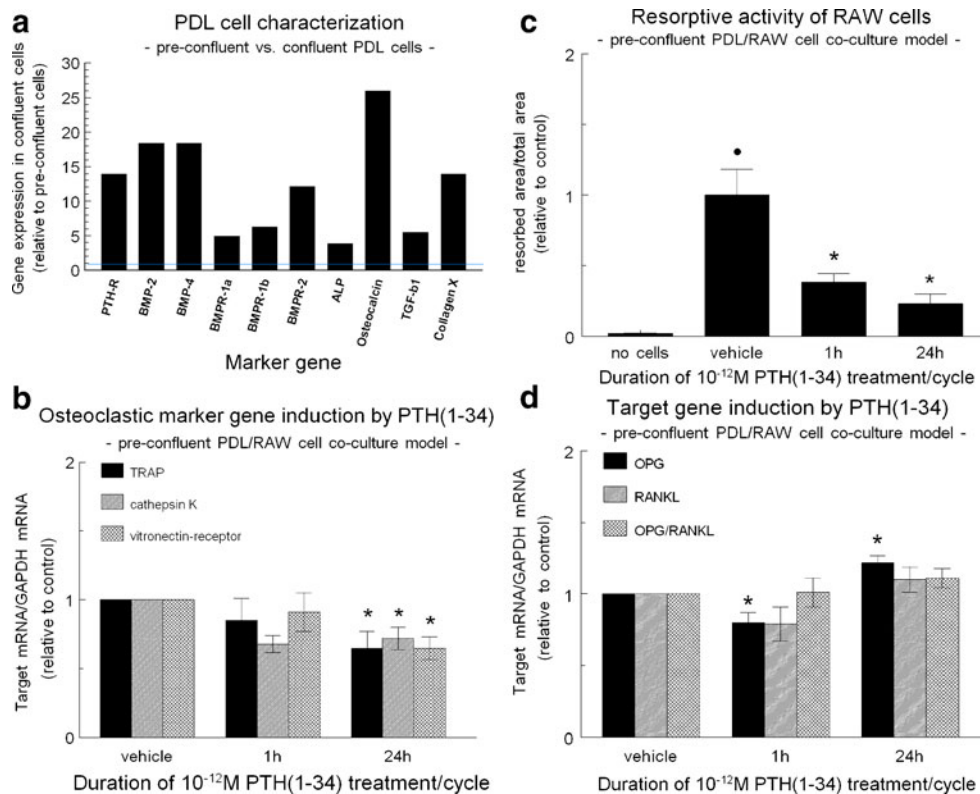 a
PDL cell characterization
- pre-confluent vs. confluent PDL cells -
Gene expression in confluent cells
(relative to pre-confluent cells)
30
25
20
15
10
5
0
PTH-R
BMP-2
BMP-4
BMPR-1a
BMPR-1b
BMPR-2
ALP
Osteocalcin
TGF-b1
Collagen X
Marker gene
c
Resorptive activity of RAW cells
- pre-confluent PDL/RAW cell co-culture model -
resorbed area/total area
(relative to control)
2
1
0
•
*
*
no cells
vehicle
1h
24h
Duration of 10⁻¹²M PTH(1-34) treatment/cycle
b
Osteoclastic marker gene induction by PTH(1-34)
- pre-confluent PDL/RAW cell co-culture model -
Target mRNA/GAPDH mRNA
(relative to control)
2
1
0
TRAP
cathepsin K
vitronectin-receptor
* * *
vehicle
1h
24h
Duration of 10⁻¹²M PTH(1-34) treatment/cycle
d
Target gene induction by PTH(1-34)
- pre-confluent PDL/RAW cell co-culture model -
Target mRNA/GAPDH mRNA
(relative to control)
2
1
0
OPG
RANKL
OPG/RANKL
*
*
vehicle
1h
24h
Duration of 10⁻¹²M PTH(1-34) treatment/cycle